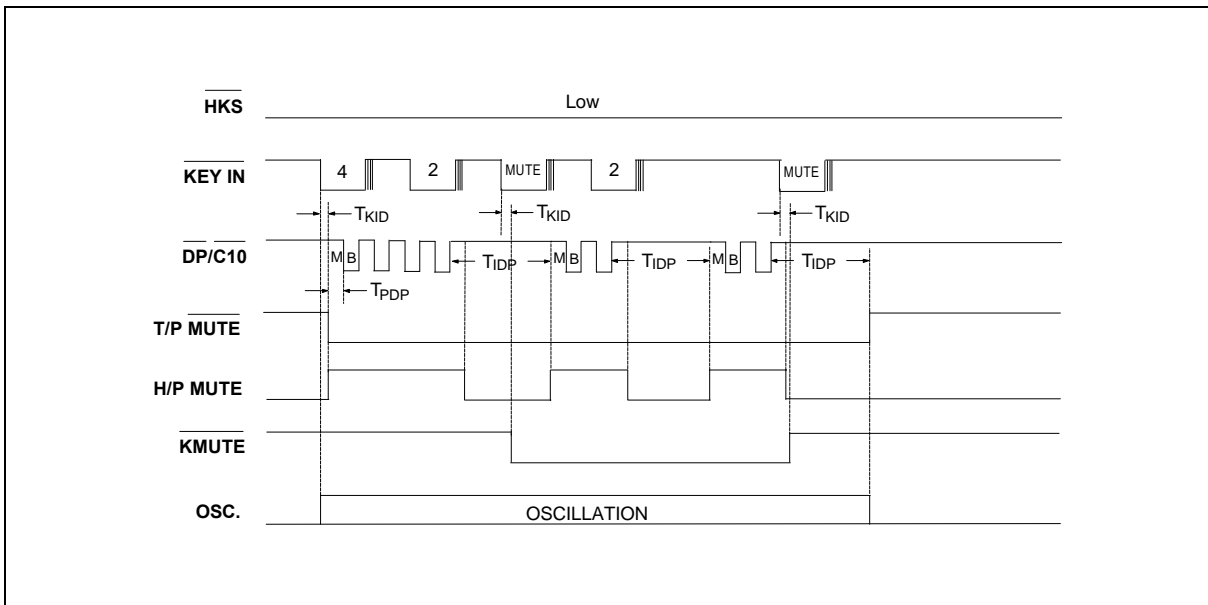 HKS Low
KEY IN 4 2 MUTE 2 MUTE
TKID TKID TKID
DP/C10 M B TIDP M B TIDP M B TIDP
TPDP
T/P MUTE
H/P MUTE
KMUTE
OSC. OSCILLATION